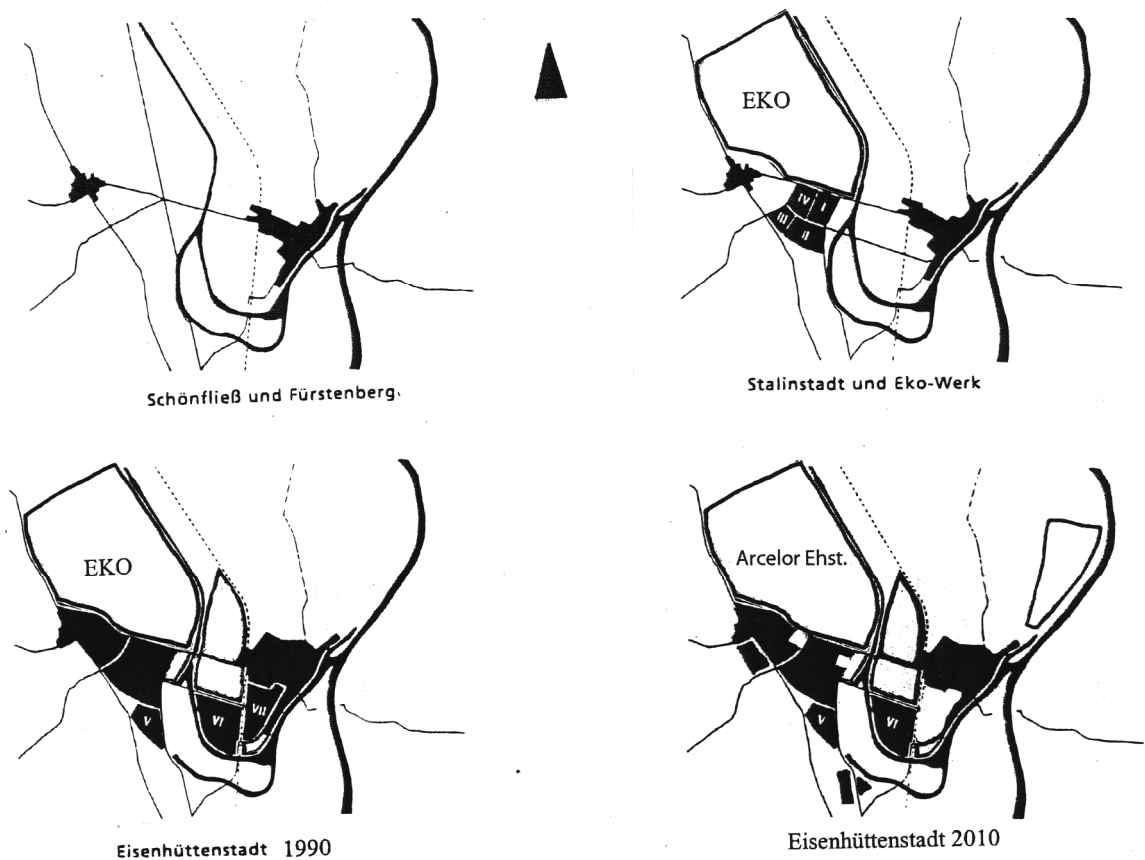 Schönfließ und Fürstenberg.
EKO
IV
I
III
II
Stalinstadt und Eko-Werk
EKO
V
VI
VII
Eisenhüttenstadt 1990
Arcelor Ehst.
V
VI
Eisenhüttenstadt 2010